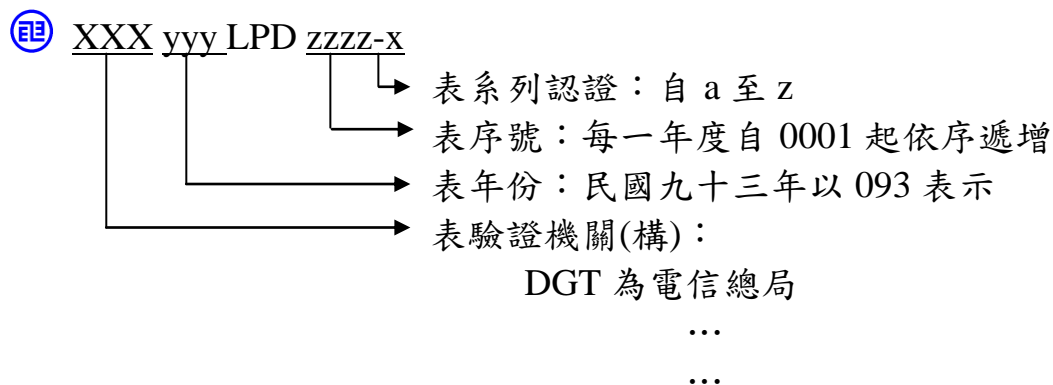 XXX yyy LPD zzzz-x
表系列認證：自 a 至 z
表序號：每一年度自 0001 起依序遞增
表年份：民國九十三年以 093 表示
表驗證機關(構)：
DGT 為電信總局
…
…